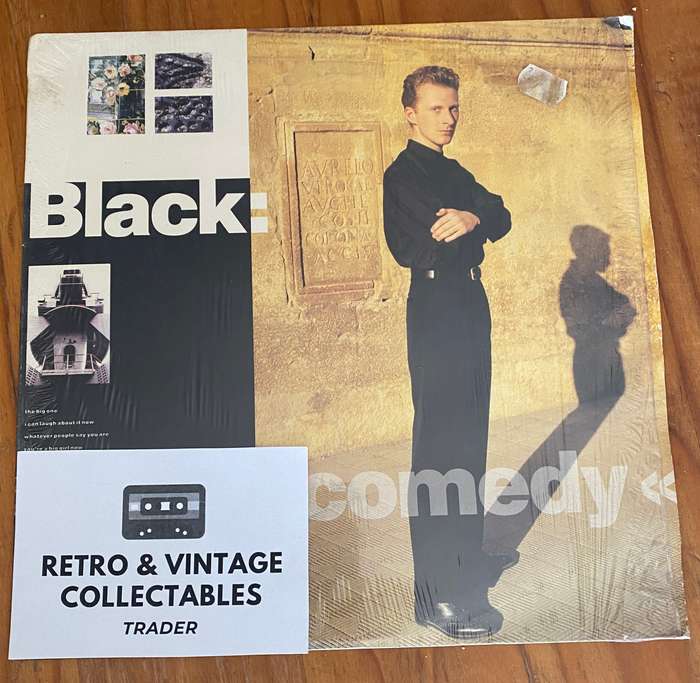 Black:
the big one
i can laugh about it now
whatever people say you are
you're a big girl now
comedy «
RETRO & VINTAGE
COLLECTABLES
TRADER